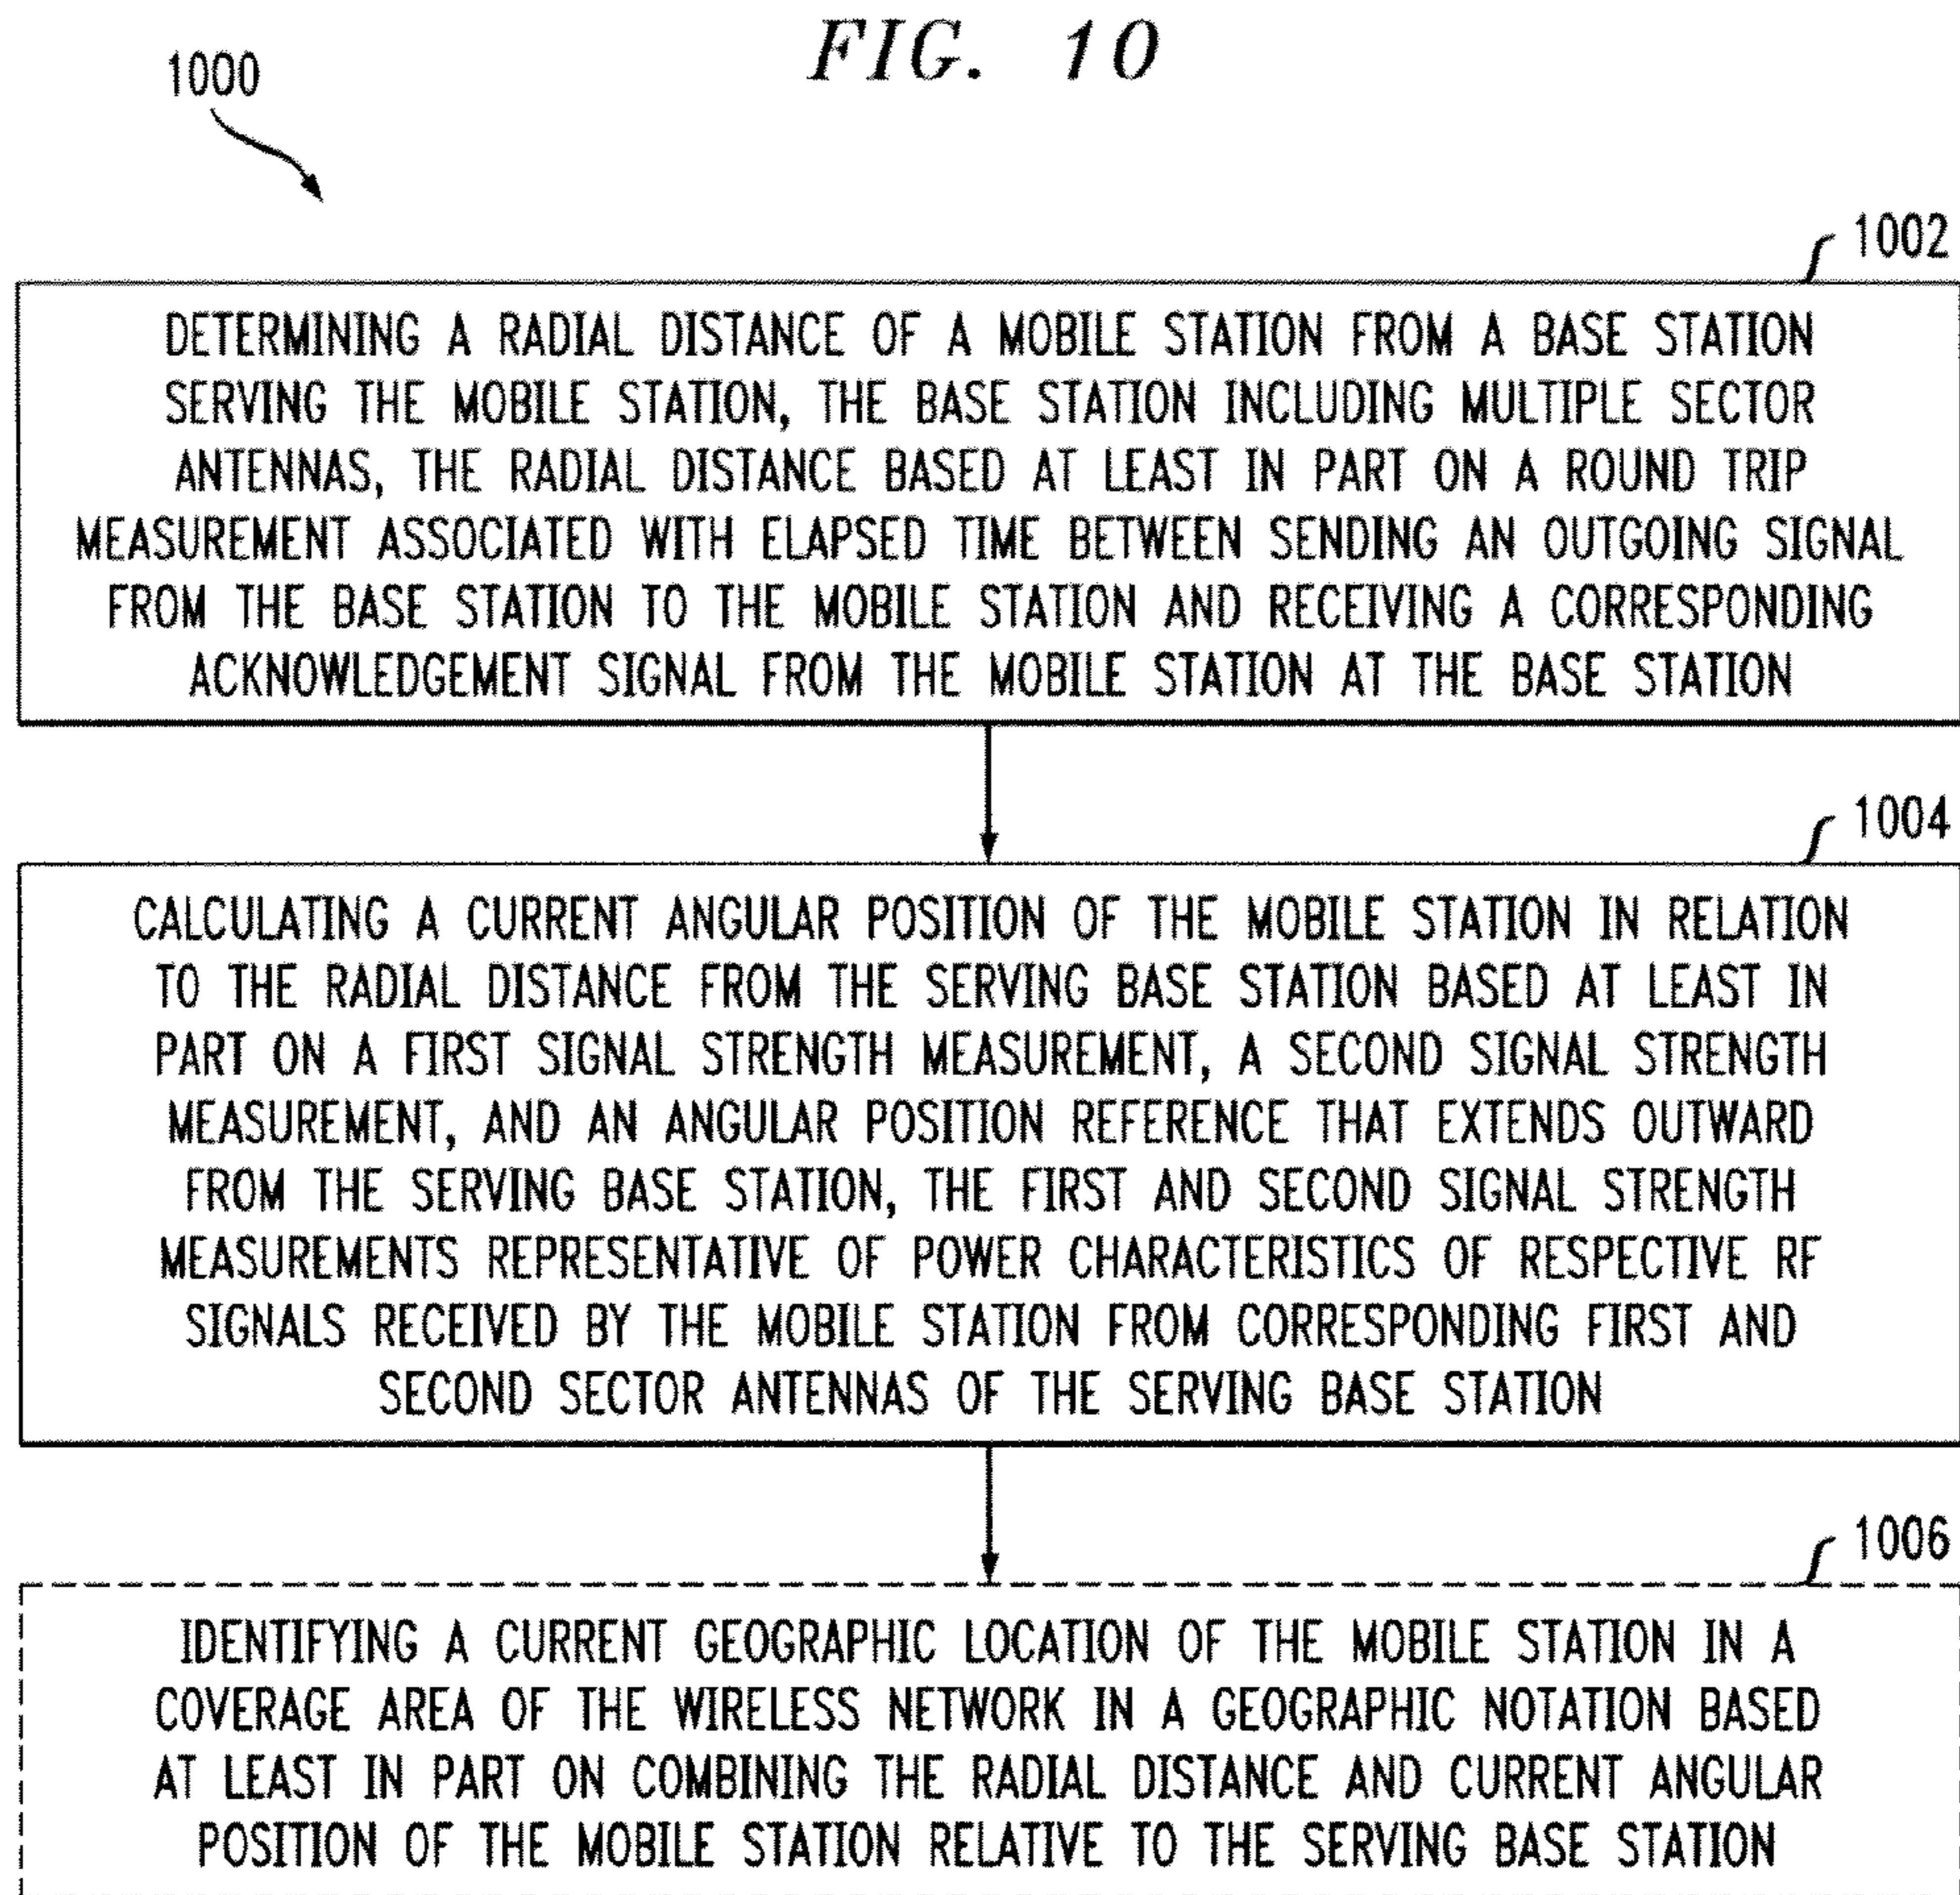 FIG. 10
1000
1002
DETERMINING A RADIAL DISTANCE OF A MOBILE STATION FROM A BASE STATION
SERVING THE MOBILE STATION, THE BASE STATION INCLUDING MULTIPLE SECTOR
ANTENNAS, THE RADIAL DISTANCE BASED AT LEAST IN PART ON A ROUND TRIP
MEASUREMENT ASSOCIATED WITH ELAPSED TIME BETWEEN SENDING AN OUTGOING SIGNAL
FROM THE BASE STATION TO THE MOBILE STATION AND RECEIVING A CORRESPONDING
ACKNOWLEDGEMENT SIGNAL FROM THE MOBILE STATION AT THE BASE STATION
1004
CALCULATING A CURRENT ANGULAR POSITION OF THE MOBILE STATION IN RELATION
TO THE RADIAL DISTANCE FROM THE SERVING BASE STATION BASED AT LEAST IN
PART ON A FIRST SIGNAL STRENGTH MEASUREMENT, A SECOND SIGNAL STRENGTH
MEASUREMENT, AND AN ANGULAR POSITION REFERENCE THAT EXTENDS OUTWARD
FROM THE SERVING BASE STATION, THE FIRST AND SECOND SIGNAL STRENGTH
MEASUREMENTS REPRESENTATIVE OF POWER CHARACTERISTICS OF RESPECTIVE RF
SIGNALS RECEIVED BY THE MOBILE STATION FROM CORRESPONDING FIRST AND
SECOND SECTOR ANTENNAS OF THE SERVING BASE STATION
1006
IDENTIFYING A CURRENT GEOGRAPHIC LOCATION OF THE MOBILE STATION IN A
COVERAGE AREA OF THE WIRELESS NETWORK IN A GEOGRAPHIC NOTATION BASED
AT LEAST IN PART ON COMBINING THE RADIAL DISTANCE AND CURRENT ANGULAR
POSITION OF THE MOBILE STATION RELATIVE TO THE SERVING BASE STATION